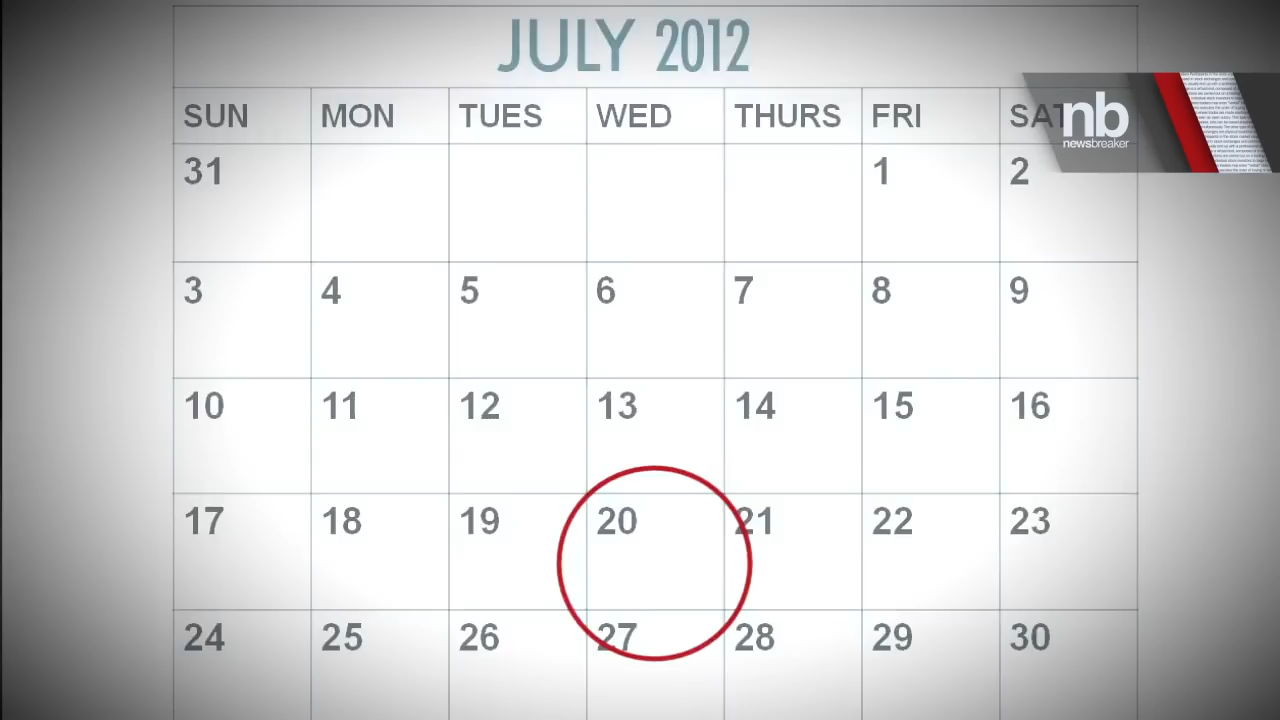 JULY 2012
SUN MON TUES WED THURS FRI SAT
nb
newsbreaker
31 1 2
3 4 5 6 7 8 9
10 11 12 13 14 15 16
17 18 19 20 21 22 23
24 25 26 27 28 29 30